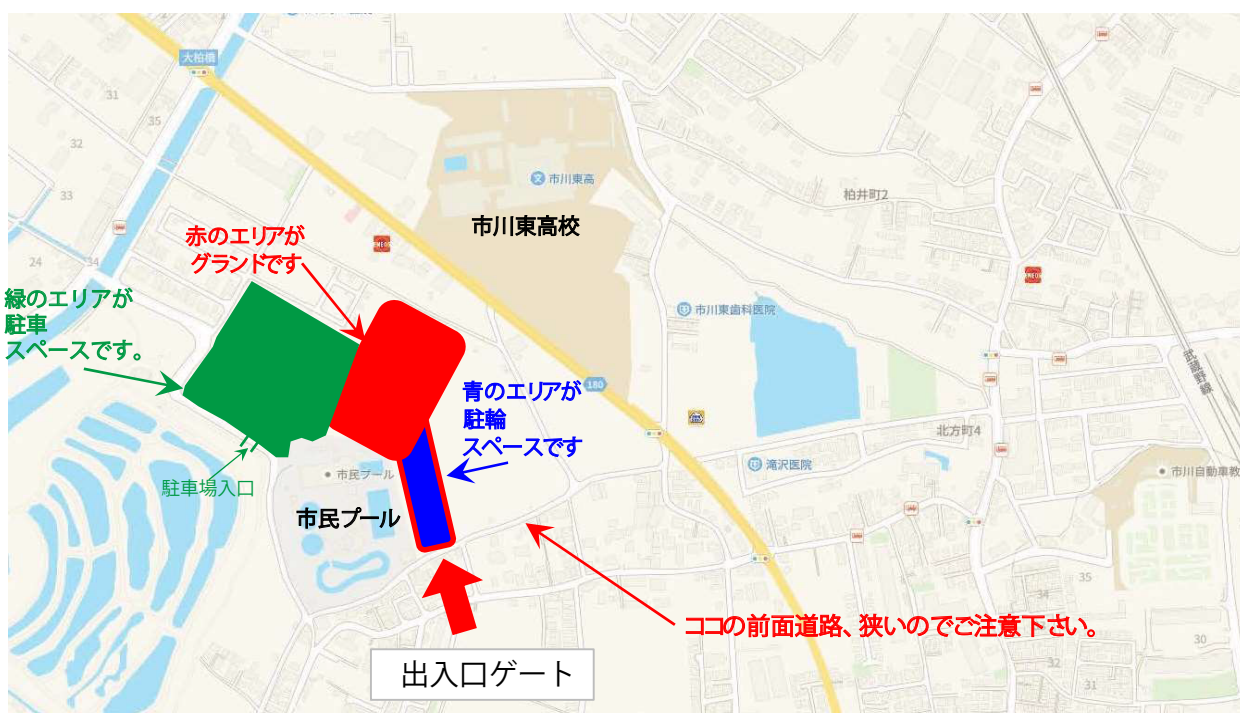 大柏橋
31
35
32
33
市川東高
市川東高校
柏井町2
赤のエリアが
グランドです
24
34
ENEOS
ENEOS
緑のエリアが
駐車
スペースです。
市川東歯科医院
武蔵野線
180
青のエリアが
駐輪
スペースです
北方町4
滝沢医院
市民プール
市川自動車教
駐車場入口
市民プール
35
34
ココの前面道路、狭いのでご注意下さい。
30
出入口ゲート
32
31